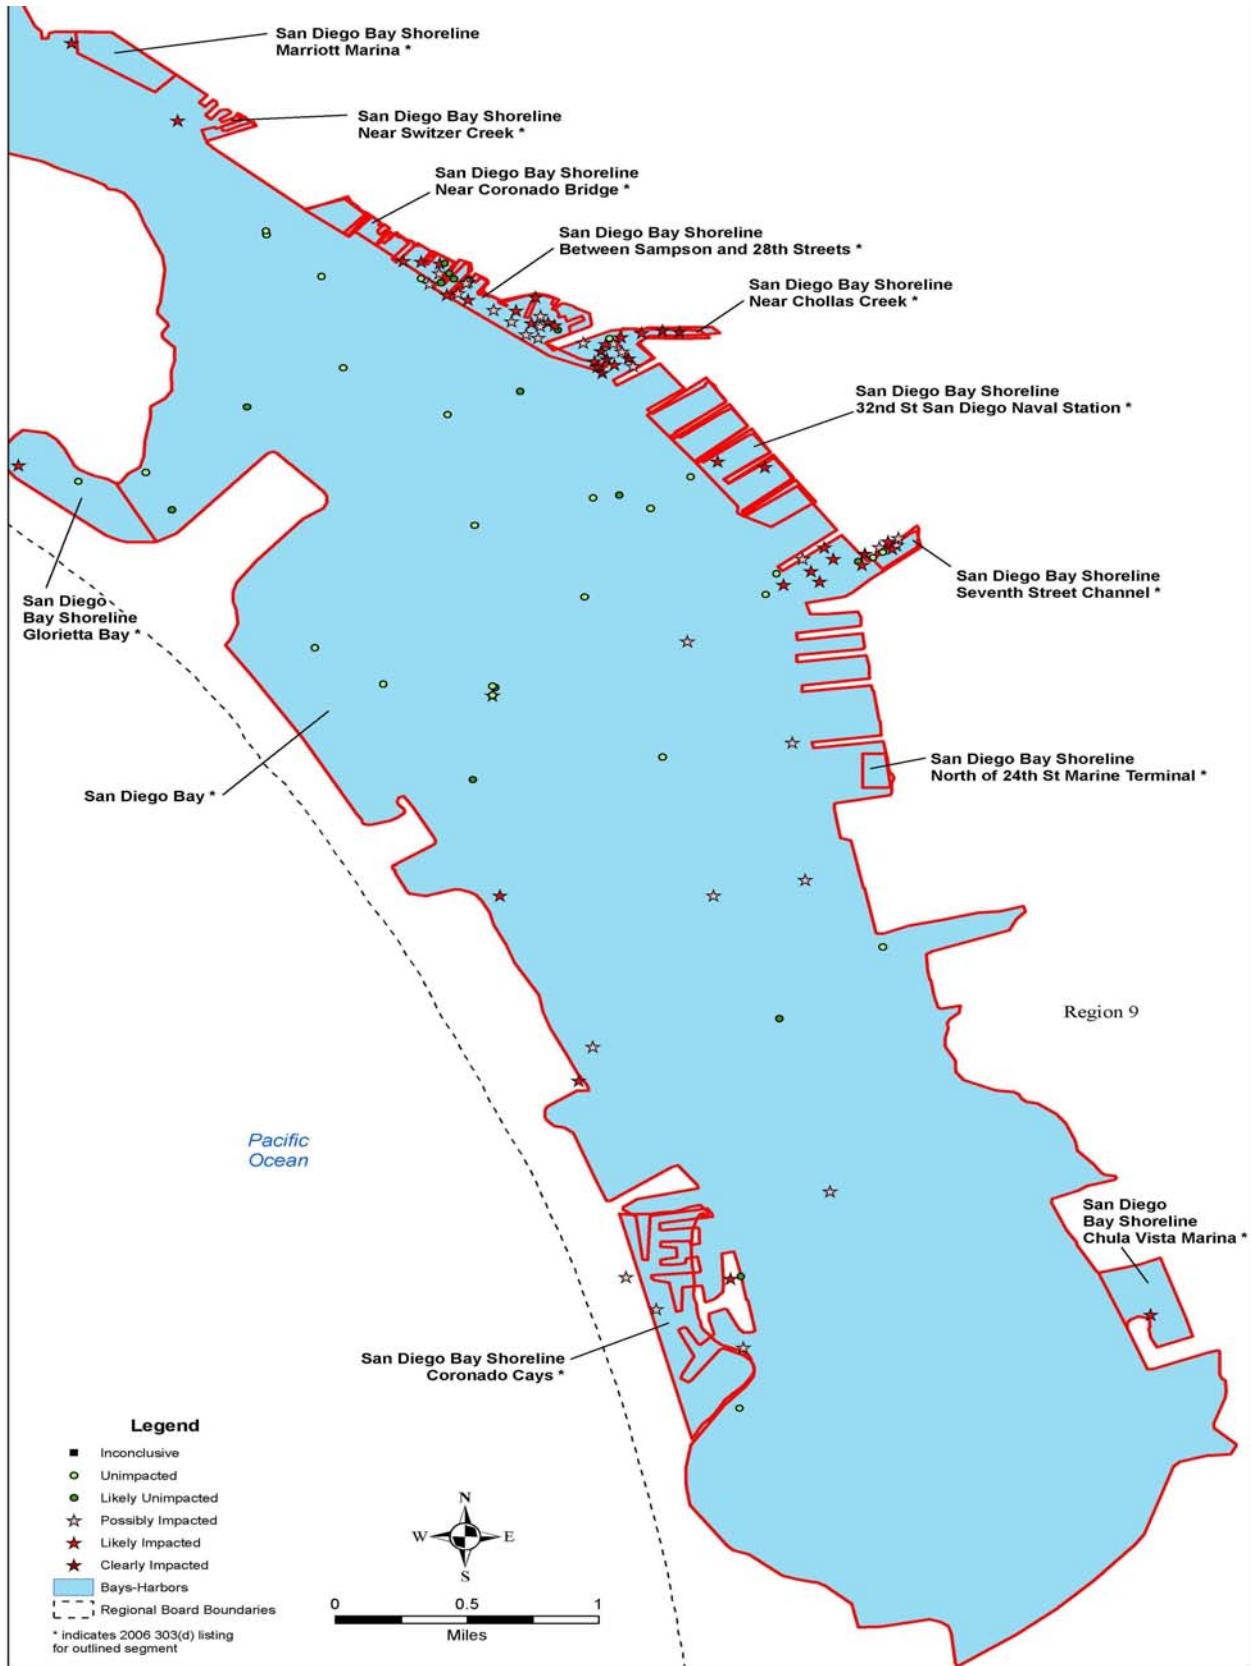 San Diego Bay Shoreline
Marriott Marina *
San Diego Bay Shoreline
Near Switzer Creek *
San Diego Bay Shoreline
Near Coronado Bridge *
San Diego Bay Shoreline
Between Sampson and 28th Streets *
San Diego Bay Shoreline
Near Chollas Creek *
San Diego Bay Shoreline
32nd St San Diego Naval Station *
San Diego Bay Shoreline
Seventh Street Channel *
San Diego
Bay Shoreline
Glorietta Bay *
San Diego Bay *
San Diego Bay Shoreline
North of 24th St Marine Terminal *
Region 9
Pacific
Ocean
San Diego
Bay Shoreline
Chula Vista Marina *
San Diego Bay Shoreline
Coronado Cays *
Legend
Inconclusive
Unimpacted
Likely Unimpacted
Possibly Impacted
Likely Impacted
Clearly Impacted
Bays-Harbors
Regional Board Boundaries
* indicates 2006 303(d) listing
for outlined segment
N
W E
S
0 0.5 1
Miles